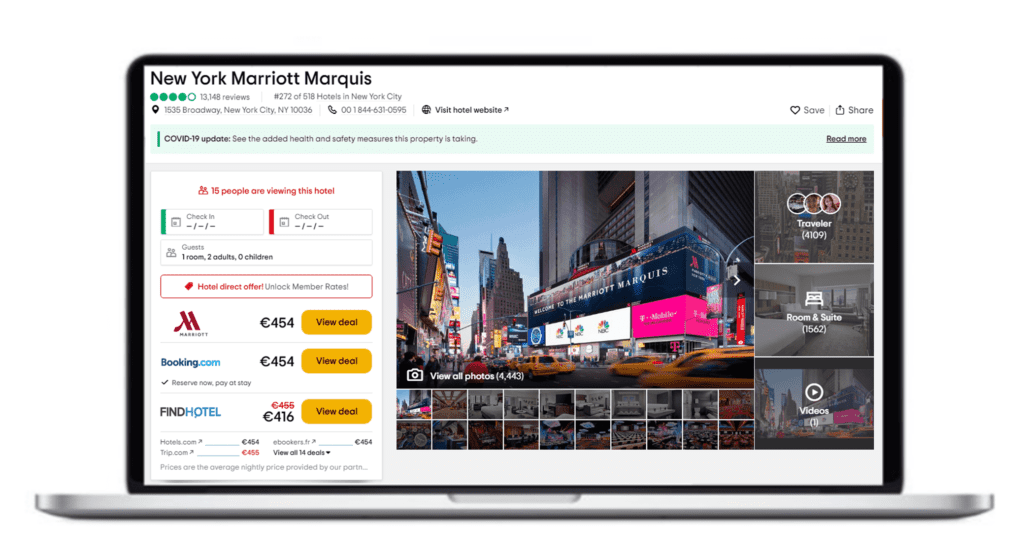 New York Marriott Marquis
13,148 reviews #272 of 518 Hotels in New York City
1535 Broadway, New York City, NY 10036 00 1 844-631-0595 Visit hotel website
Save Share
COVID-19 update: See the added health and safety measures this property is taking. Read more
15 people are viewing this hotel
Check In
– / – / –
Check Out
– / – / –
Guests
1 room, 2 adults, 0 children
Hotel direct offer! Unlock Member Rates!
MARRIOTT €454 View deal
Booking.com €454 View deal
Reserve now, pay at stay
FINDHOTEL €455 €416 View deal
Hotels.com €454 ebookers.fr €454
Trip.com €455 View all 14 deals
Prices are the average nightly price provided by our partn...
WELCOME TO THE MARRIOTT MARQUIS
T Mobile
NBC
NBC
NBC
View all photos (4,443)
Traveler
(4109)
Room & Suite
(1562)
Videos
(1)